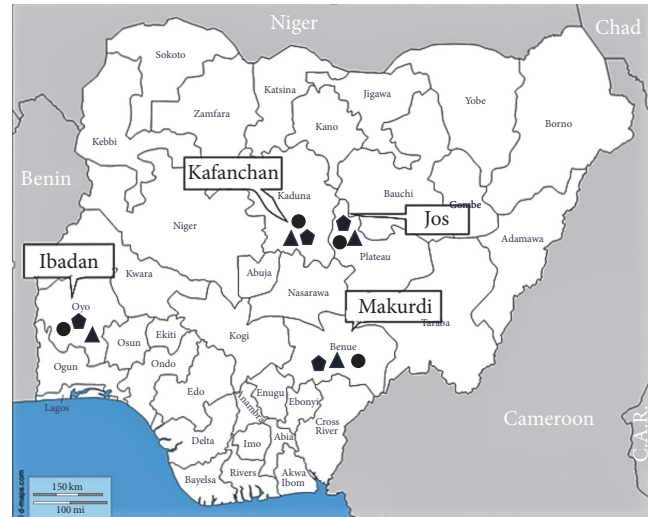 Niger
Chad
Sokoto
Katsina
Jigawa
Yobe
Borno
Zamfara
Kano
Kebbi
Benin
Kafanchan
Kaduna
Bauchi
Gombe
Jos
Adamawa
Niger
Plateau
Ibadan
Kwara
Abuja
Nasarawa
Makurdi
Taraba
Oyo
Osun
Ekiti
Kogi
Benue
Ogun
Ondo
Edo
Enugu
Ebonyi
Anambra
Cross
River
Lagos
Delta
Imo
Abia
Cameroon
C.A.R.
Bayelsa
Rivers
Akwa
Ibom
150 km
100 mi
d-maps.com